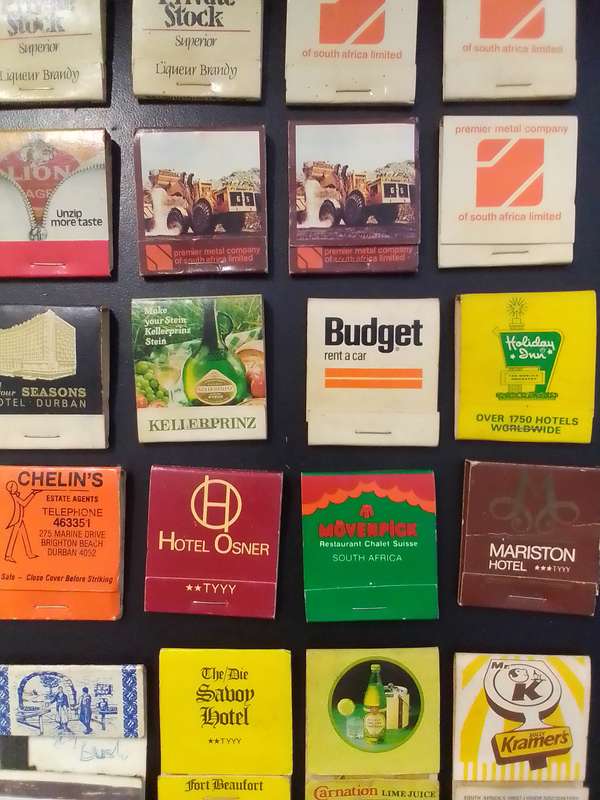 Stock
Superior
Liqueur Brandy
Private
Stock
Superior
Liqueur Brandy
of south africa limited
of south africa limited
LION
LAGER
Unzip
more taste
premier metal company
of south africa limited
premier metal company
of south africa limited
premier metal company
of south africa limited
Four SEASONS
HOTEL · DURBAN
Make
your Stein
Kellerprinz
Stein
KELLERPRINZ
Budget
rent a car
Holiday
Inn
OVER 1750 HOTELS
WORLDWIDE
CHELIN'S
ESTATE AGENTS
TELEPHONE
463351
275 MARINE DRIVE
BRIGHTON BEACH
DURBAN 4052
Safe - Close Cover Before Striking
HOTEL OSNER
★★TYYY
MÖVENPICK
Restaurant Chalet Suisse
SOUTH AFRICA
MARISTON
HOTEL ★★★TYYY
The/Die
Savoy
Hotel
★★TYYY
Fort Beaufort
Carnation LIME JUICE
Mr.
K
Kramer's